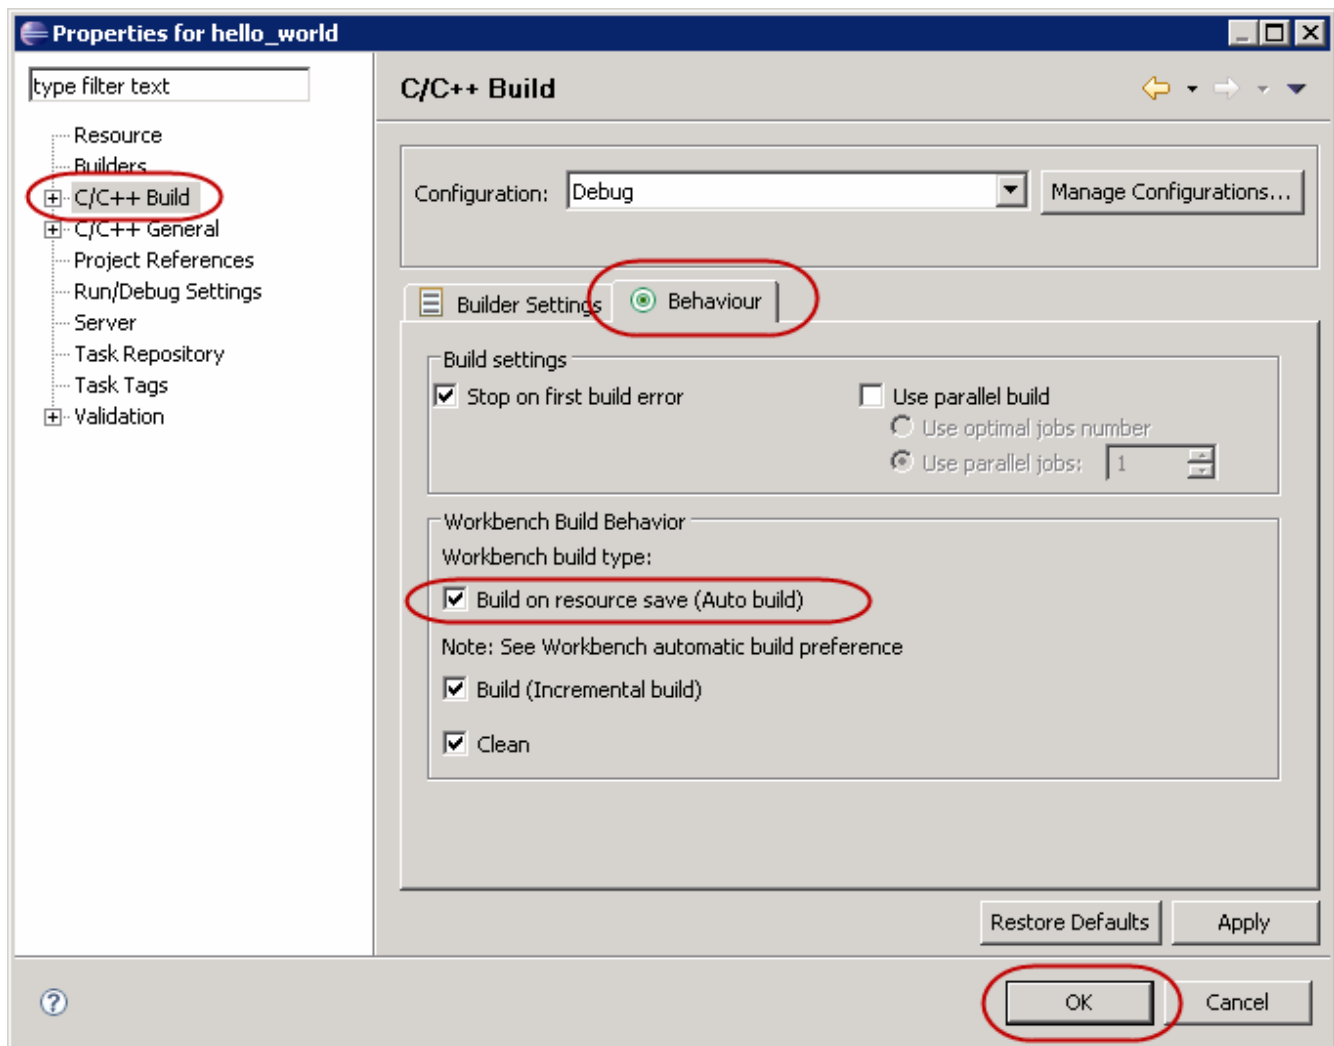 Properties for hello_world
type filter text
Resource
Builders
C/C++ Build
C/C++ General
Project References
Run/Debug Settings
Server
Task Repository
Task Tags
Validation
C/C++ Build
Configuration: Debug Manage Configurations...
Builder Settings Behaviour
Build settings
Stop on first build error Use parallel build
Use optimal jobs number
Use parallel jobs: 1
Workbench Build Behavior
Workbench build type:
Build on resource save (Auto build)
Note: See Workbench automatic build preference
Build (Incremental build)
Clean
Restore Defaults Apply
? OK Cancel